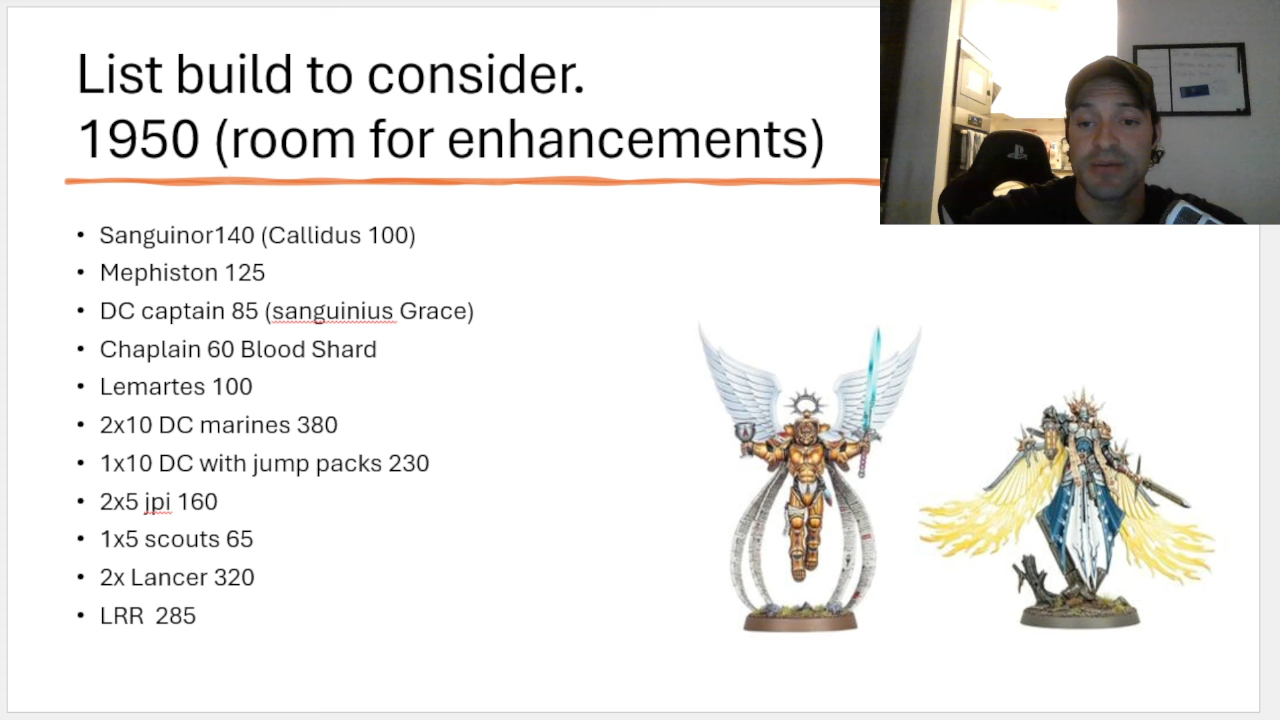 List build to consider.
1950 (room for enhancements)
• Sanguinor140 (Callidus 100)
• Mephiston 125
• DC captain 85 (sanguinius Grace)
• Chaplain 60 Blood Shard
• Lemartes 100
• 2x10 DC marines 380
• 1x10 DC with jump packs 230
• 2x5 jpi 160
• 1x5 scouts 65
• 2x Lancer 320
• LRR  285